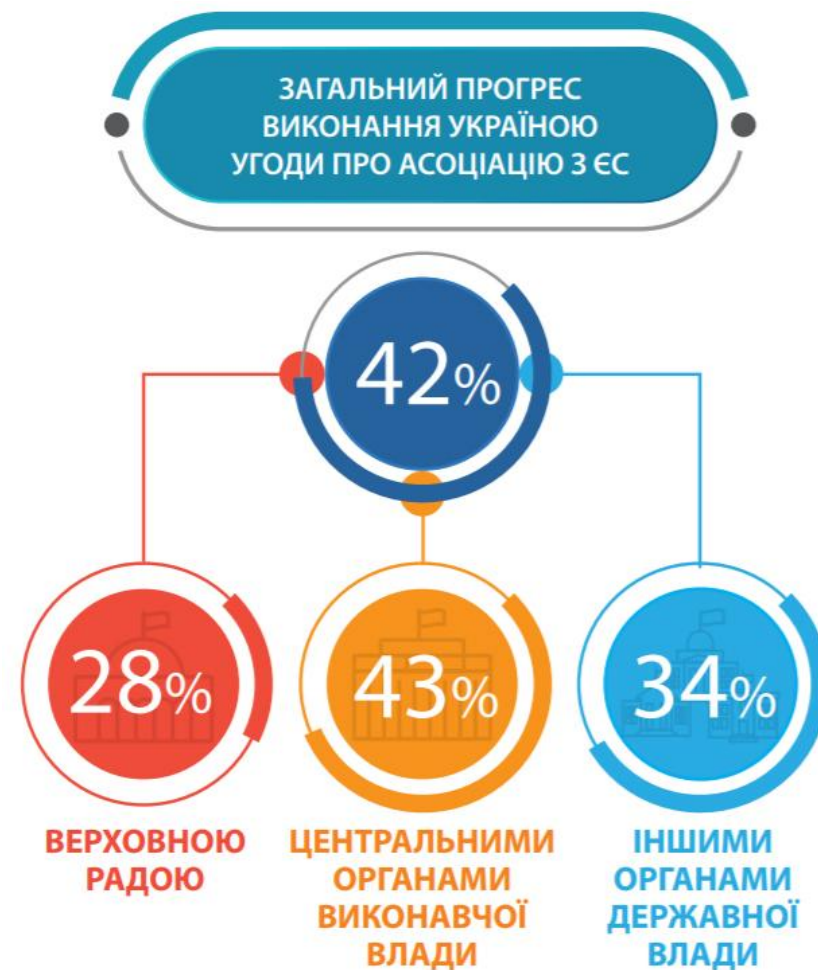 ЗАГАЛЬНИЙ ПРОГРЕС
ВИКОНАННЯ УКРАЇНОЮ
УГОДИ ПРО АСОЦІАЦІЮ З ЄС
42%
28%
43%
34%
ВЕРХОВНОЮ
РАДОЮ
ЦЕНТРАЛЬНИМИ
ОРГАНАМИ
ВИКОНАВЧОЇ
ВЛАДИ
ІНШИМИ
ОРГАНАМИ
ДЕРЖАВНОЇ
ВЛАДИ